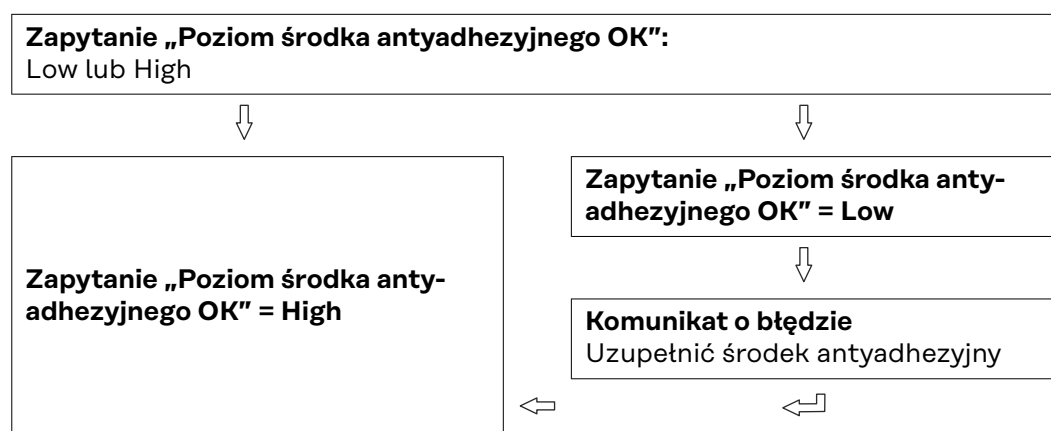 Zapytanie „Poziom środka antyadhezyjnego OK”:
Low lub High
Zapytanie „Poziom środka anty-
adhezyjnego OK” = High
Zapytanie „Poziom środka anty-
adhezyjnego OK” = Low
Komunikat o błędzie
Uzupełnić środek antyadhezyjny